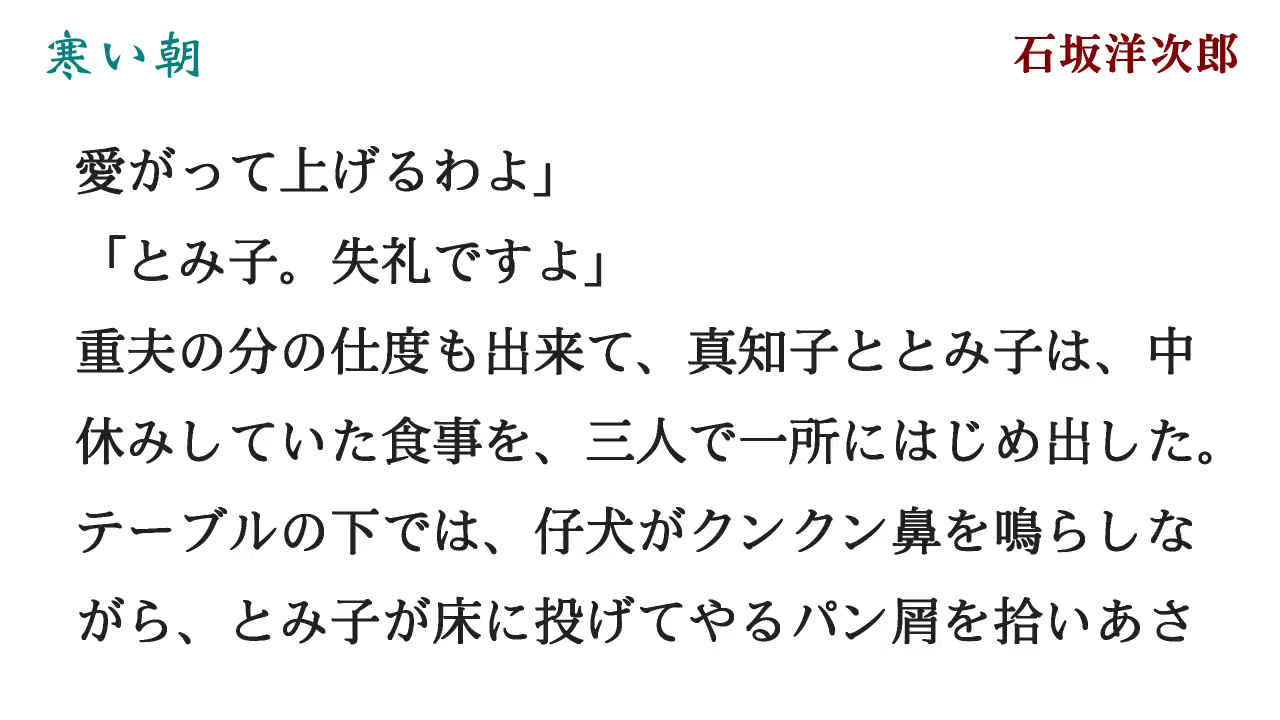 寒い朝
石坂洋次郎
愛がって上げるわよ」
「とみ子。失礼ですよ」
重夫の分の仕度も出来て、真知子ととみ子は、中
休みしていた食事を、三人で一所にはじめ出した。
テーブルの下では、仔犬がクンクン鼻を鳴らしな
がら、とみ子が床に投げてやるパン屑を拾いあさ